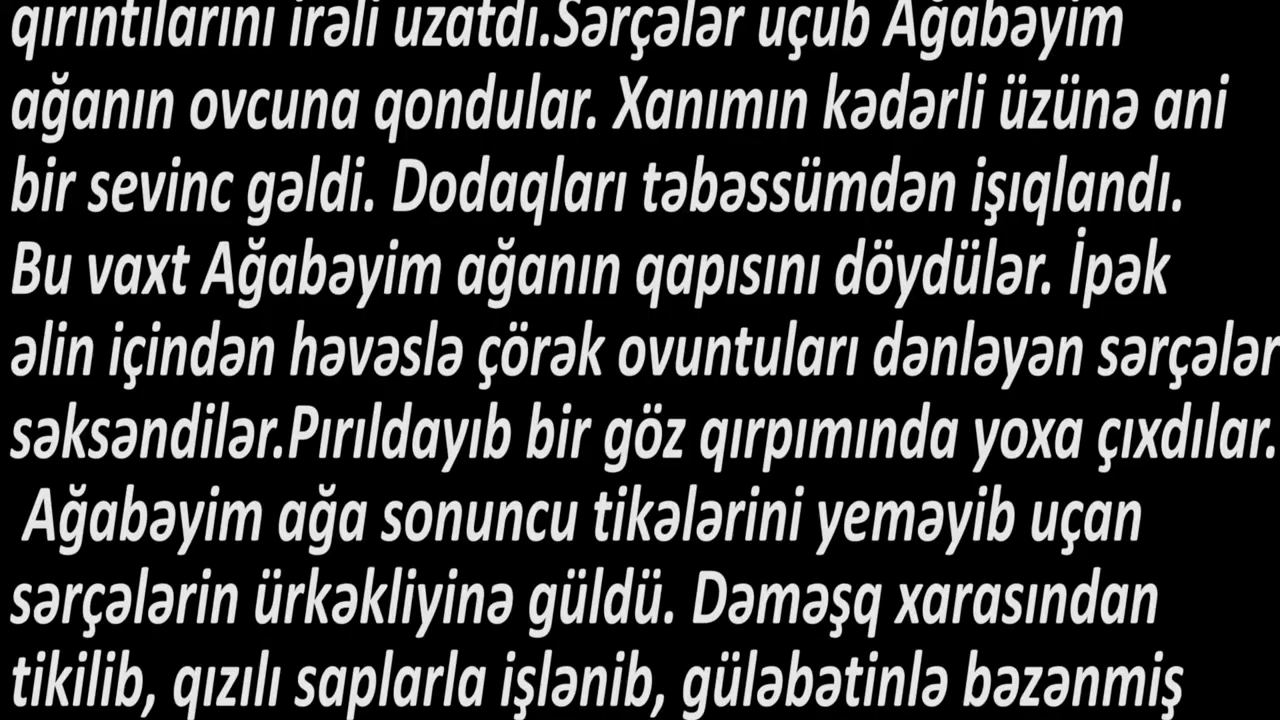 qırıntılarını irəli uzatdı.Sərçələr uçub Ağabəyim
ağanın ovcuna qondular. Xanımın kədərli üzünə ani
bir sevinc gəldi. Dodaqları təbəssümdən işıqlandı.
Bu vaxt Ağabəyim ağanın qapısını döydülər. İpək
əlin içindən həvəslə çörək ovuntuları dənləyən sərçələr
səksəndilər.Pırıldayıb bir göz qırpımında yoxa çıxdılar.
Ağabəyim ağa sonuncu tikələrini yeməyib uçan
sərçələrin ürkəkliyinə güldü. Dəməşq xarasından
tikilib, qızılı saplarla işlənib, güləbətinlə bəzənmiş